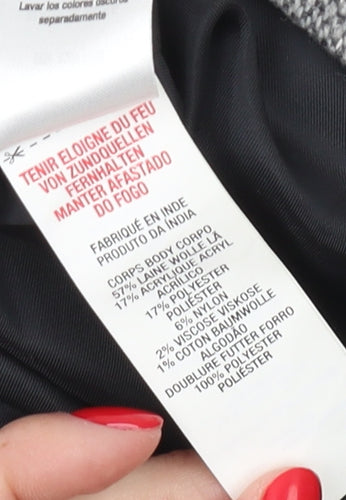 Lavar los colores oscuros
separadamente
TENIR ELOIGNE DU FEU
VON ZUNDQUELLEN
FERNHALTEN
MANTER AFASTADO
DO FOGO
FABRIQUÉ EN INDE
PRODUTO DA ÍNDIA
CORPS BODY CORPO
57% LAINE WOLLE LÃ
17% ACRYLIQUE ACRYL
ACRÍLICO
17% POLYESTER
POLIÉSTER
6% NYLON
2% VISCOSE VISKOSE
1% COTON BAUMWOLLE
ALGODÃO
DOUBLURE FUTTER FORRO
100% POLYESTER
POLIÉSTER